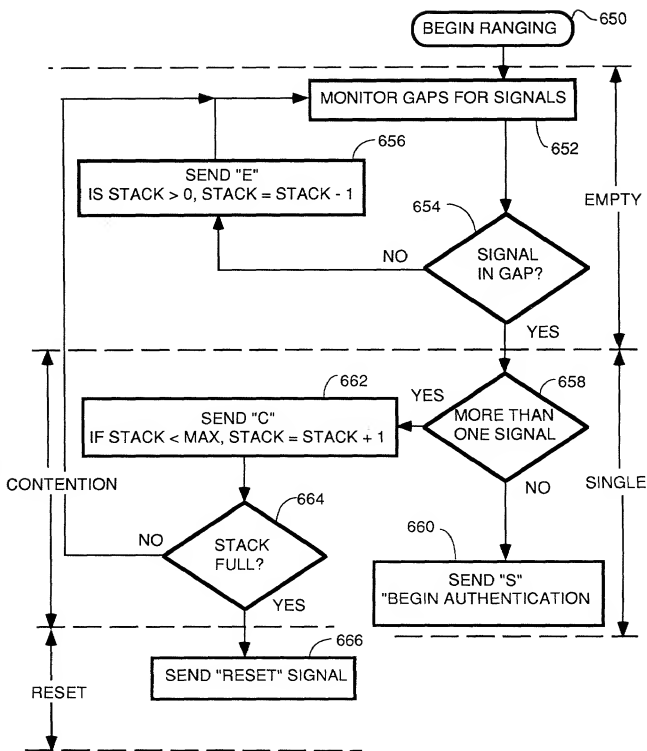 BEGIN RANGING
650
MONITOR GAPS FOR SIGNALS
652
656
SEND "E"
IS STACK > 0, STACK = STACK - 1
654
EMPTY
SIGNAL
IN GAP?
NO
YES
662
YES
658
SEND "C"
IF STACK < MAX, STACK = STACK + 1
MORE THAN
ONE SIGNAL
CONTENTION
SINGLE
NO
664
NO
STACK
FULL?
YES
660
SEND "S"
"BEGIN AUTHENTICATION
666
SEND "RESET" SIGNAL
RESET